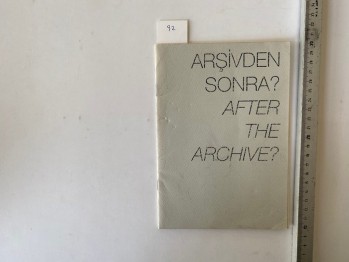 92
ARŞİVDEN
SONRA?
AFTER
THE
ARCHIVE?